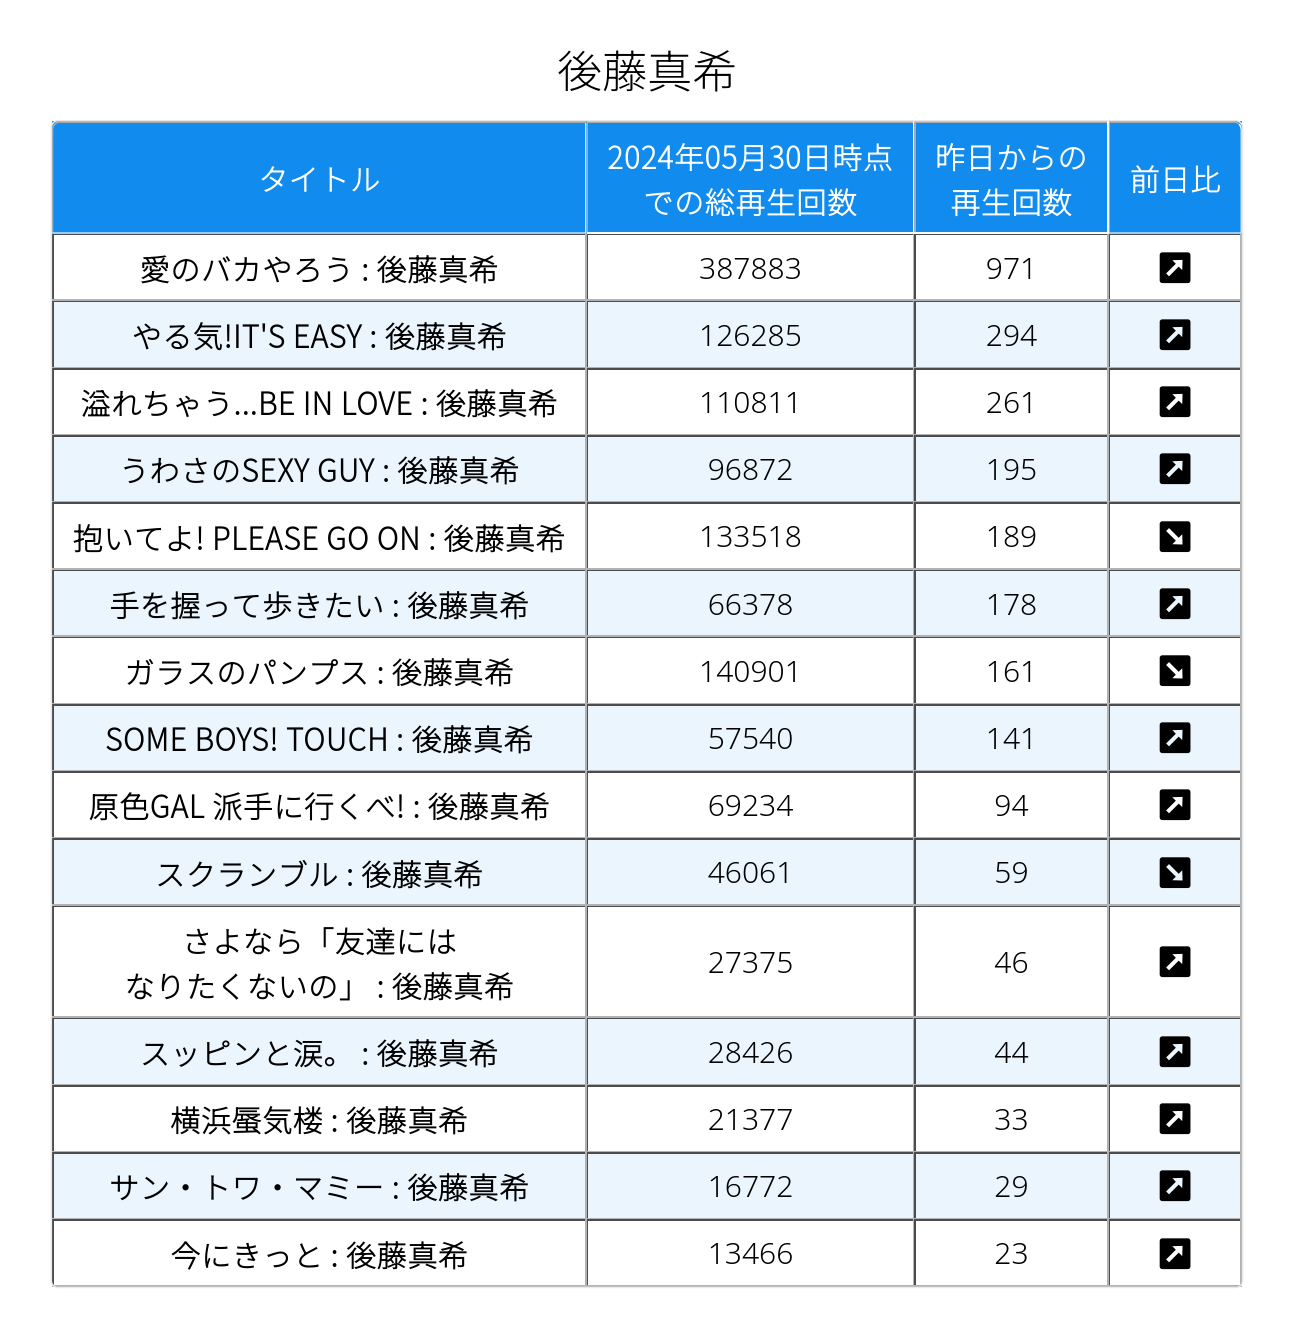 後藤真希
タイトル
2024年05月30日時点
での総再生回数
昨日からの
再生回数
前日比
愛のバカやろう : 後藤真希 387883 971
やる気!IT'S EASY : 後藤真希 126285 294
溢れちゃう...BE IN LOVE : 後藤真希 110811 261
うわさのSEXY GUY : 後藤真希 96872 195
抱いてよ! PLEASE GO ON : 後藤真希 133518 189
手を握って歩きたい : 後藤真希 66378 178
ガラスのパンプス : 後藤真希 140901 161
SOME BOYS! TOUCH : 後藤真希 57540 141
原色GAL 派手に行くべ! : 後藤真希 69234 94
スクランブル : 後藤真希 46061 59
さよなら「友達には
なりたくないの」 : 後藤真希 27375 46
スッピンと涙。 : 後藤真希 28426 44
横浜蜃気楼 : 後藤真希 21377 33
サン・トワ・マミー : 後藤真希 16772 29
今にきっと : 後藤真希 13466 23